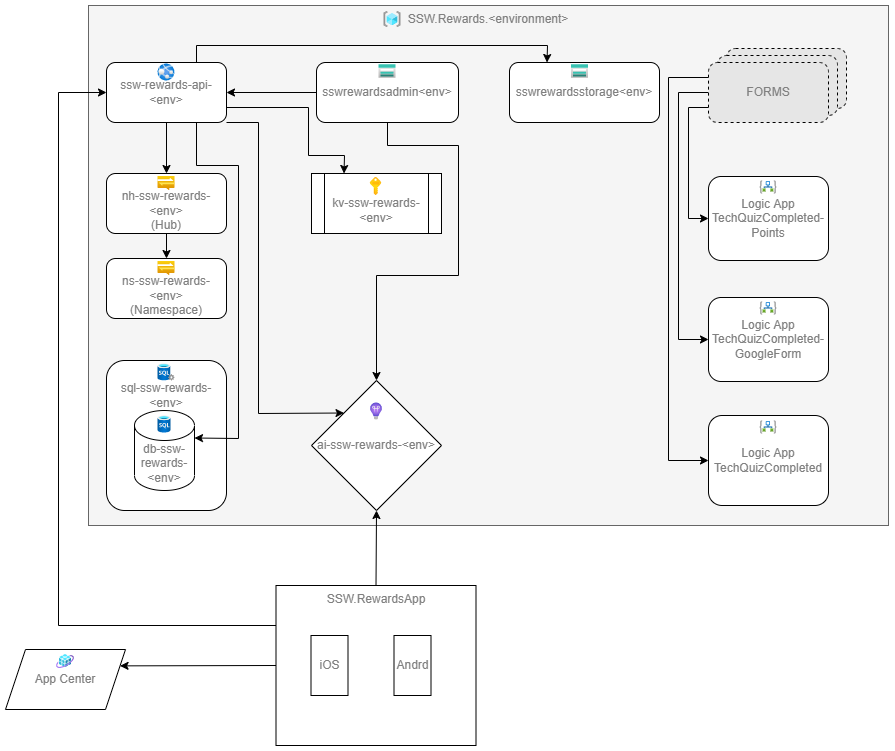 SSW.Rewards.<environment>
ssw-rewards-api-
<env>
sswrewardsadmin<env>
sswrewardsstorage<env>
FORMS
nh-ssw-rewards-
<env>
(Hub)
kv-ssw-rewards-
<env>
Logic App
TechQuizCompleted-
Points
ns-ssw-rewards-
<env>
(Namespace)
Logic App
TechQuizCompleted-
GoogleForm
SQL
sql-ssw-rewards-
<env>
SQL
db-ssw-
rewards-
<env>
ai-ssw-rewards-<env>
Logic App
TechQuizCompleted
SSW.RewardsApp
iOS
Andrd
App Center